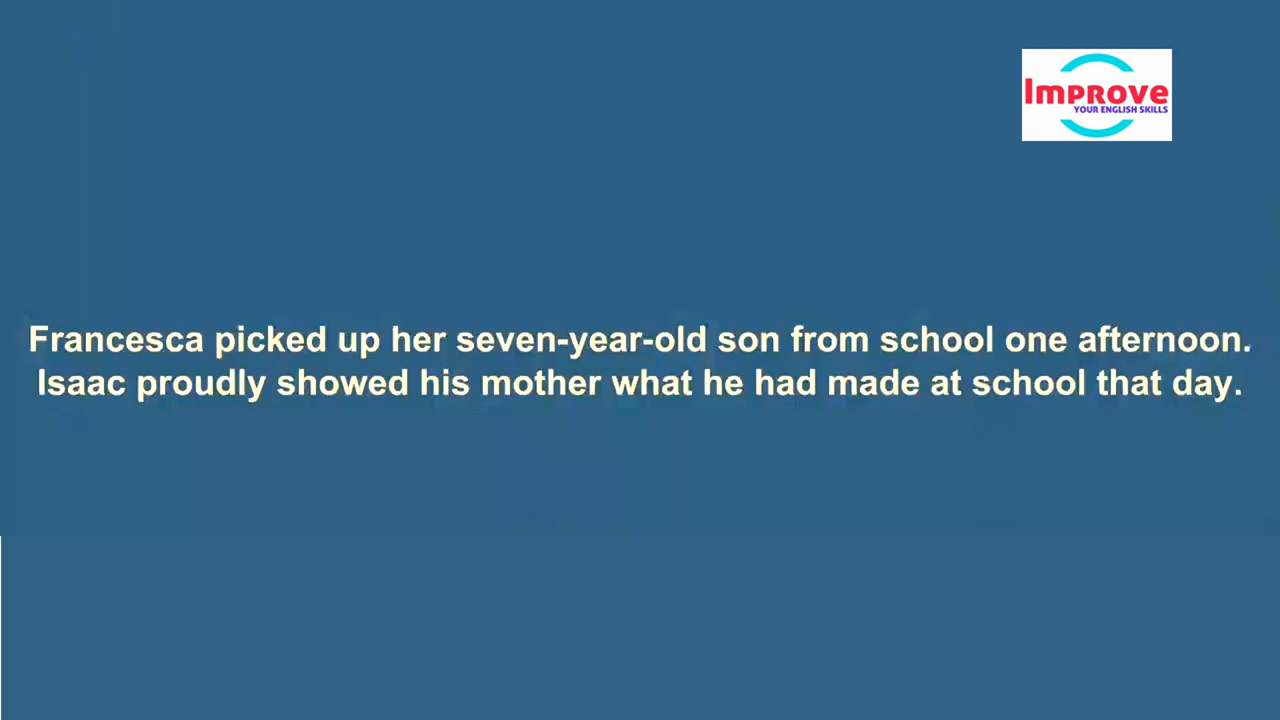 Improve
YOUR ENGLISH SKILLS
Francesca picked up her seven-year-old son from school one afternoon.
Isaac proudly showed his mother what he had made at school that day.